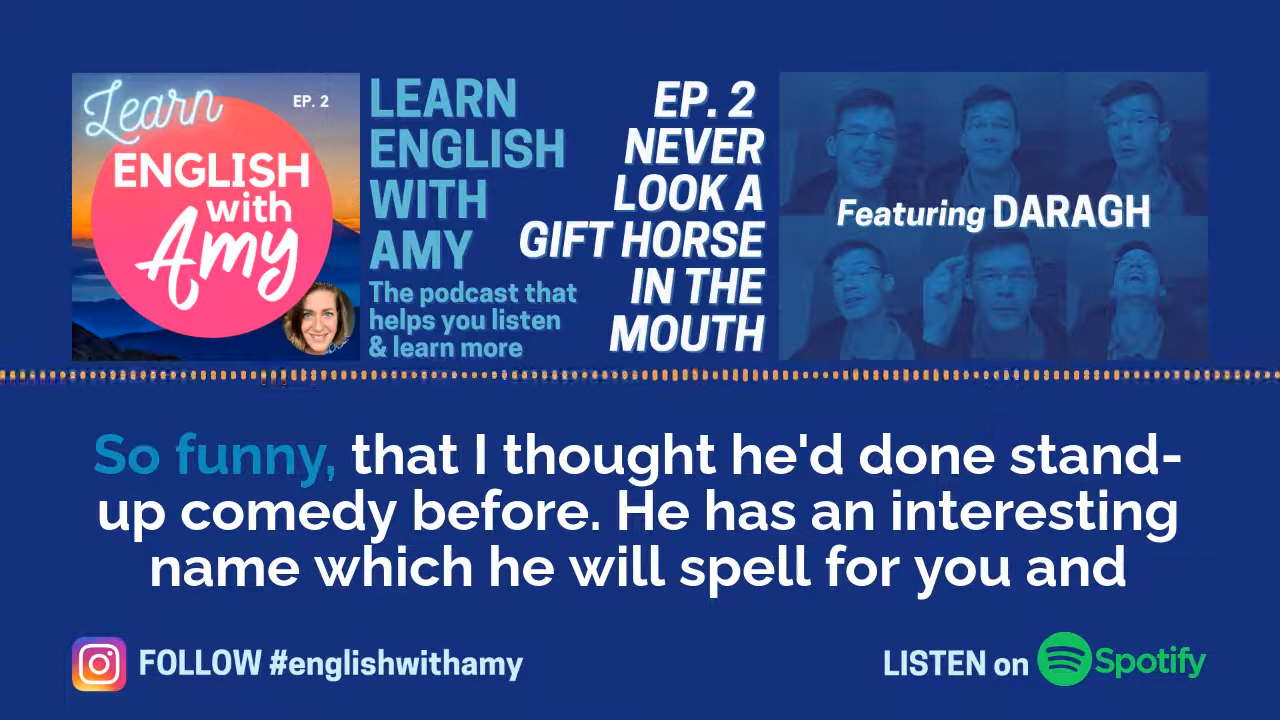 Learn
EP. 2
ENGLISH
with
Amy
LEARN
ENGLISH
WITH
AMY
The podcast that
helps you listen
& learn more
EP. 2
NEVER
LOOK A
GIFT HORSE
IN THE
MOUTH
Featuring DARAGH
So funny, that I thought he'd done stand-
up comedy before. He has an interesting
name which he will spell for you and
FOLLOW #englishwithamy
LISTEN on Spotify